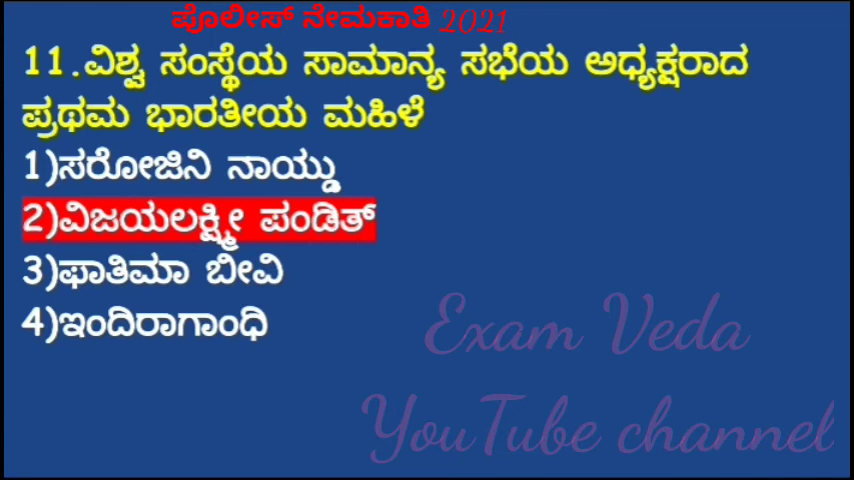 ಪೊಲೀಸ್ ನೇಮಕಾತಿ 2021
11.ವಿಶ್ವ ಸಂಸ್ಥೆಯ ಸಾಮಾನ್ಯ ಸಭೆಯ ಅಧ್ಯಕ್ಷರಾದ
ಪ್ರಥಮ ಭಾರತೀಯ ಮಹಿಳೆ
1)ಸರೋಜಿನಿ ನಾಯ್ಡು
2)ವಿಜಯಲಕ್ಷ್ಮೀ ಪಂಡಿತ್
3)ಫಾತಿಮಾ ಬೀವಿ
4)ಇಂದಿರಾಗಾಂಧಿ
Exam Veda
YouTube channel